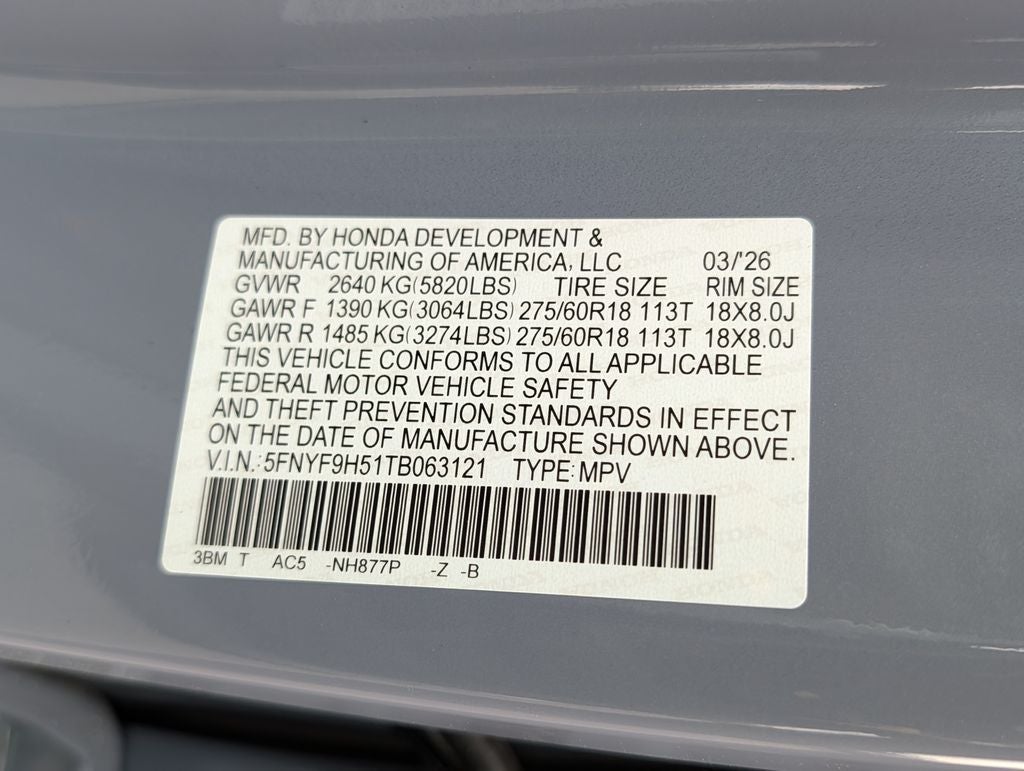 MFD. BY HONDA DEVELOPMENT &
MANUFACTURING OF AMERICA, LLC 03/'26
GVWR 2640 KG(5820LBS) TIRE SIZE RIM SIZE
GAWR F 1390 KG(3064LBS) 275/60R18 113T 18X8.0J
GAWR R 1485 KG(3274LBS) 275/60R18 113T 18X8.0J
THIS VEHICLE CONFORMS TO ALL APPLICABLE
FEDERAL MOTOR VEHICLE SAFETY
AND THEFT PREVENTION STANDARDS IN EFFECT
ON THE DATE OF MANUFACTURE SHOWN ABOVE.
V.I.N.:5FNYF9H51TB063121 TYPE:MPV
3BM T AC5 -NH877P -Z -B